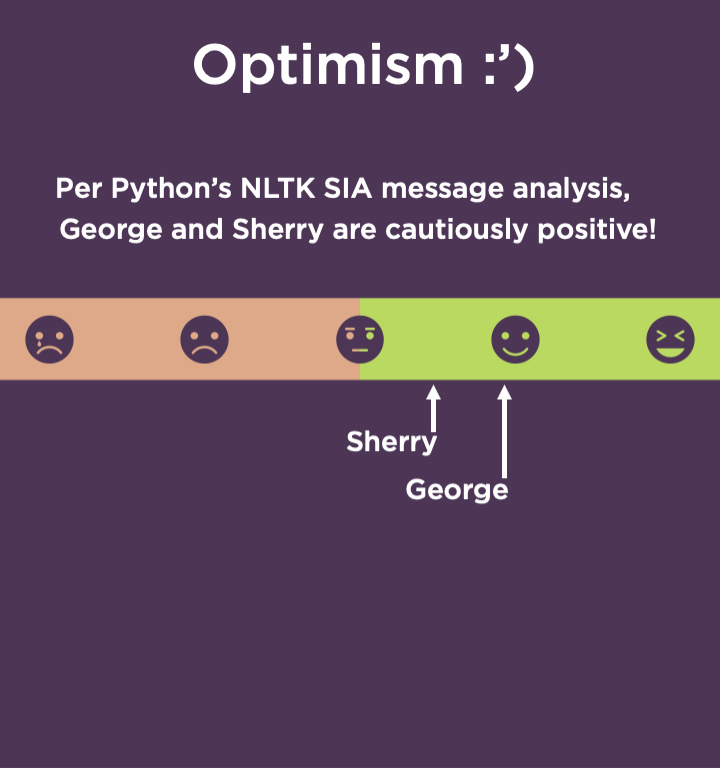 Optimism :’)
Per Python’s NLTK SIA message analysis,
George and Sherry are cautiously positive!
Sherry
George